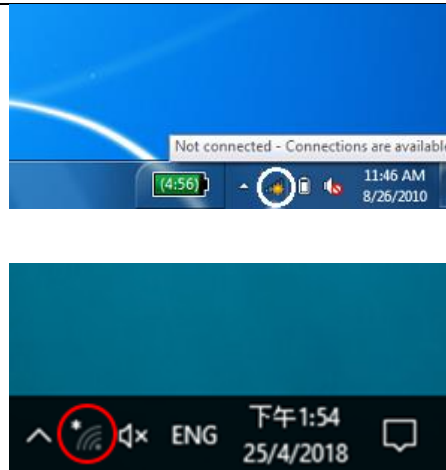 Not connected - Connections are available
(4:56)
11:46 AM
8/26/2010
ENG
下午1:54
25/4/2018